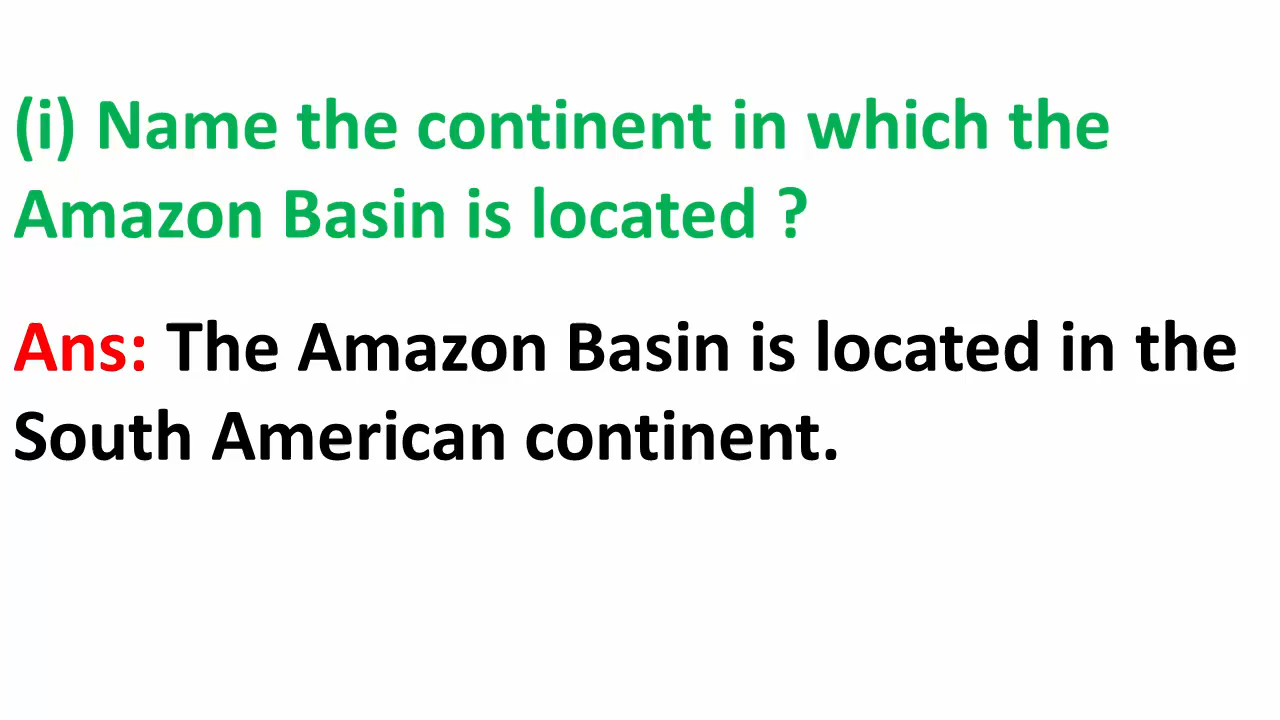 (i) Name the continent in which the
Amazon Basin is located ?
Ans: The Amazon Basin is located in the
South American continent.